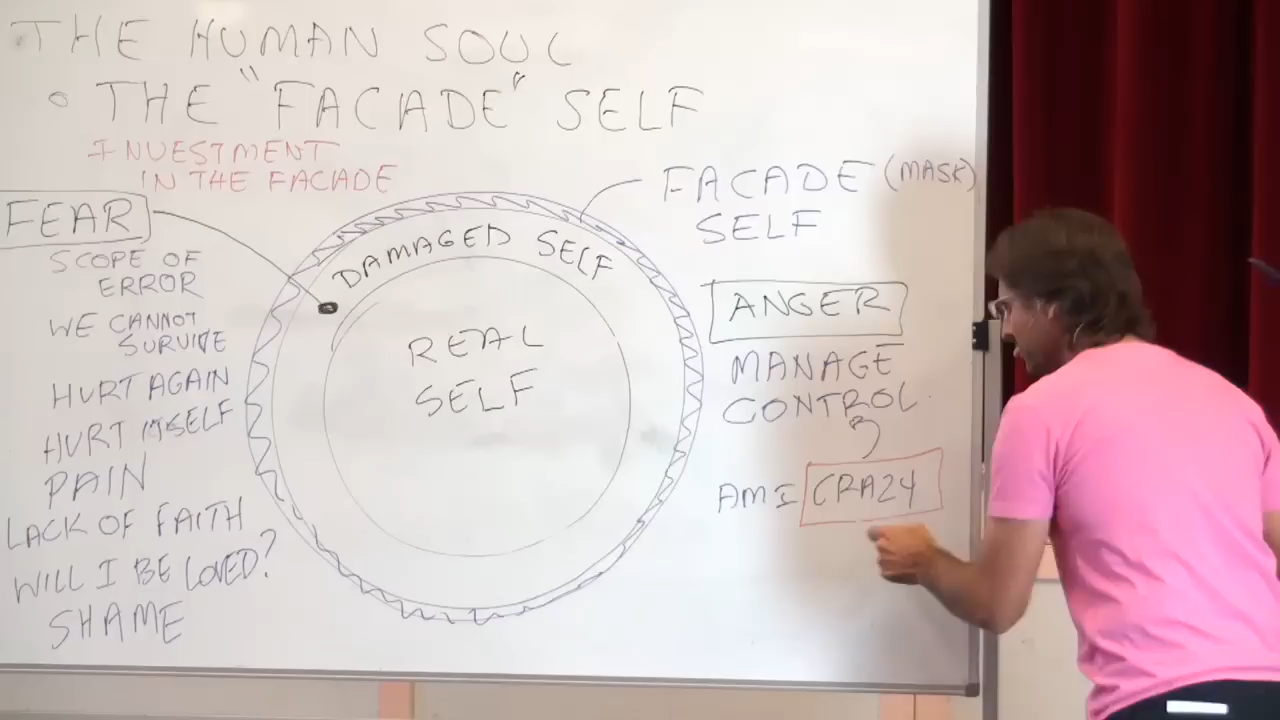 THE HUMAN SOUL
• THE "FACADE" SELF
INVESTMENT
IN THE FACADE
FEAR
SCOPE OF
ERROR
WE CANNOT
SURVIVE
HURT AGAIN
HURT MYSELF
PAIN
LACK OF FAITH
WILL I BE LOVED?
SHAME
DAMAGED SELF
REAL
SELF
FACADE (MASK)
SELF
ANGER
MANAGE
CONTROL
AM I CRAZY